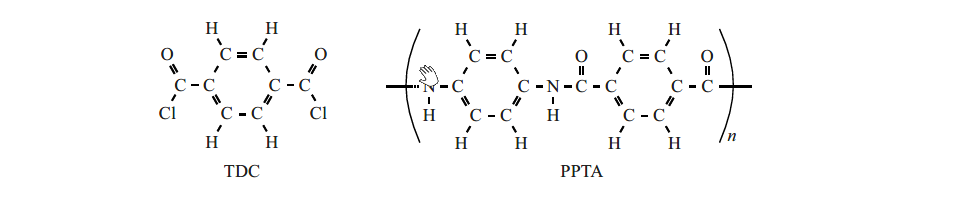 H H H H H H
C = C C = C C = C
O O O O
C C C C N C C N C C C C
Cl C - C Cl H C - C H C - C
H H H H H H n
TDC PPTA